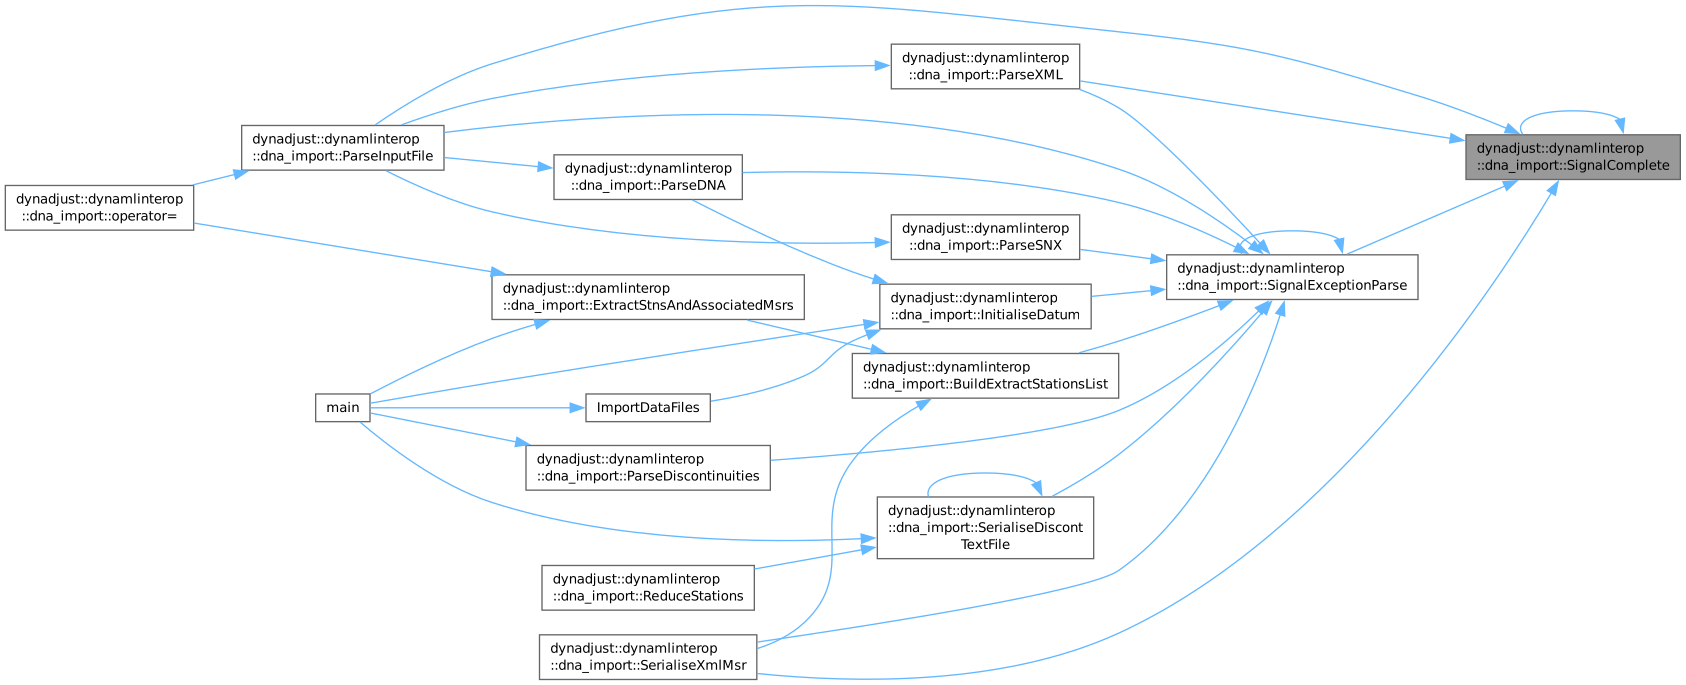 dynadjust::dynamlinterop
::dna_import::ParseXML
dynadjust::dynamlinterop
::dna_import::ParseInputFile
dynadjust::dynamlinterop
::dna_import::SignalComplete
dynadjust::dynamlinterop
::dna_import::ParseDNA
dynadjust::dynamlinterop
::dna_import::operator=
dynadjust::dynamlinterop
::dna_import::ParseSNX
dynadjust::dynamlinterop
::dna_import::SignalExceptionParse
dynadjust::dynamlinterop
::dna_import::ExtractStnsAndAssociatedMsrs
dynadjust::dynamlinterop
::dna_import::InitialiseDatum
dynadjust::dynamlinterop
::dna_import::BuildExtractStationsList
main
ImportDataFiles
dynadjust::dynamlinterop
::dna_import::ParseDiscontinuities
dynadjust::dynamlinterop
::dna_import::SerialiseDiscont
TextFile
dynadjust::dynamlinterop
::dna_import::ReduceStations
dynadjust::dynamlinterop
::dna_import::SerialiseXmlMsr